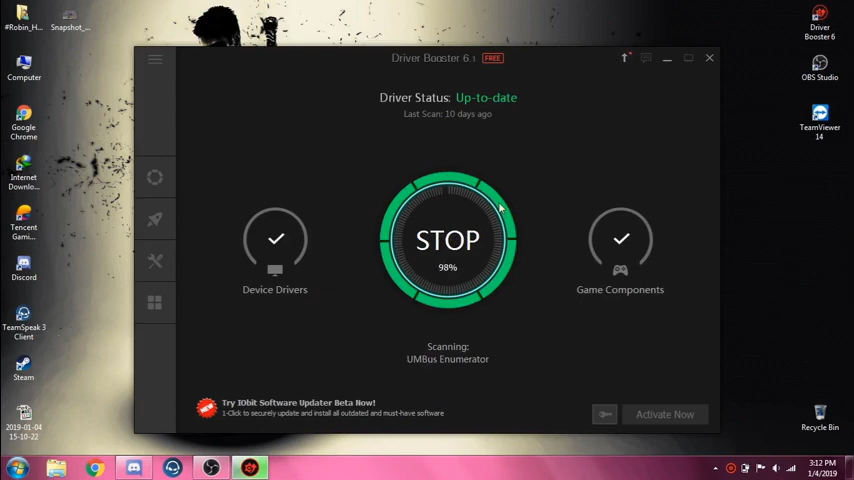 #Robin_H...
Snapshot_...
Computer
Google
Chrome
Internet
Downlo...
Tencent
Gami...
Discord
TeamSpeak 3
Client
Steam
2019-01-04
15-10-22
Driver Booster 6.1 FREE
Driver Status: Up-to-date
Last Scan: 10 days ago
STOP
98%
Device Drivers
Game Components
Scanning:
UMBus Enumerator
NEW
Try IObit Software Updater Beta Now!
1-Click to securely update and install all outdated and must-have software
Activate Now
Driver
Booster 6
OBS Studio
TeamViewer
14
Recycle Bin
3:12 PM
1/4/2019